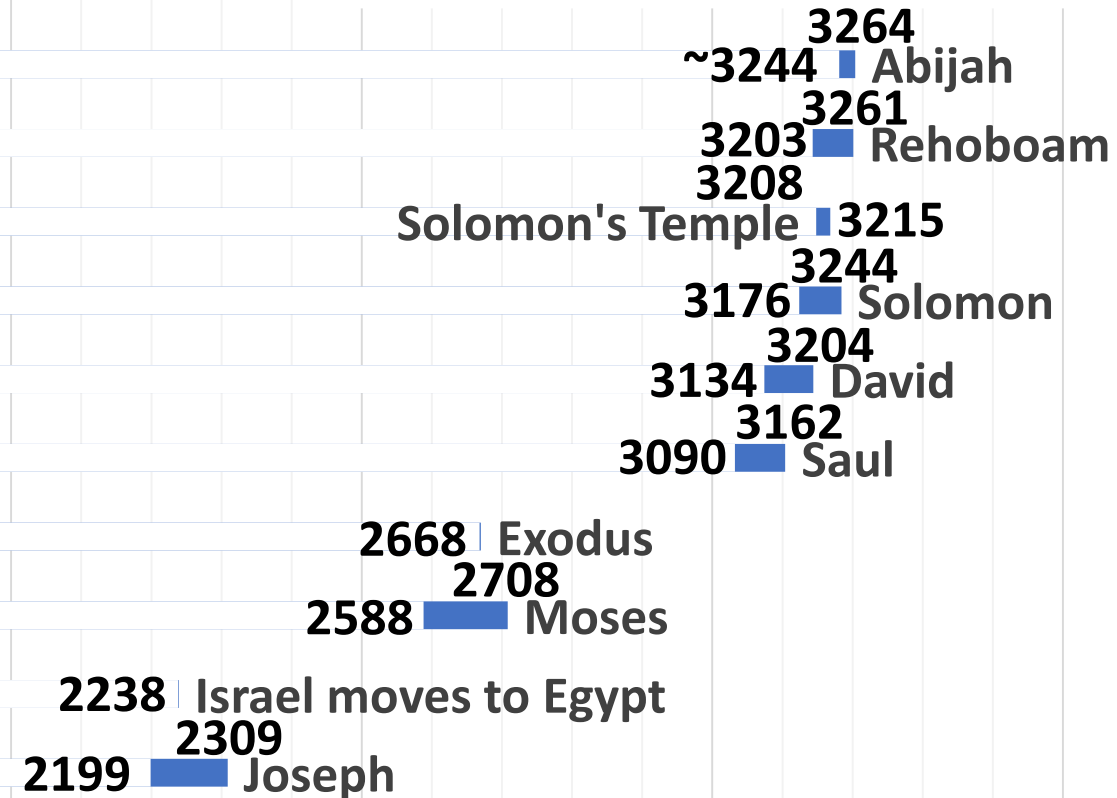 3264
~3244 Abijah
3261
3203 Rehoboam
3208
Solomon's Temple 3215
3244
3176 Solomon
3204
3134 David
3162
3090 Saul
2668 Exodus
2708
2588 Moses
2238 Israel moves to Egypt
2309
2199 Joseph